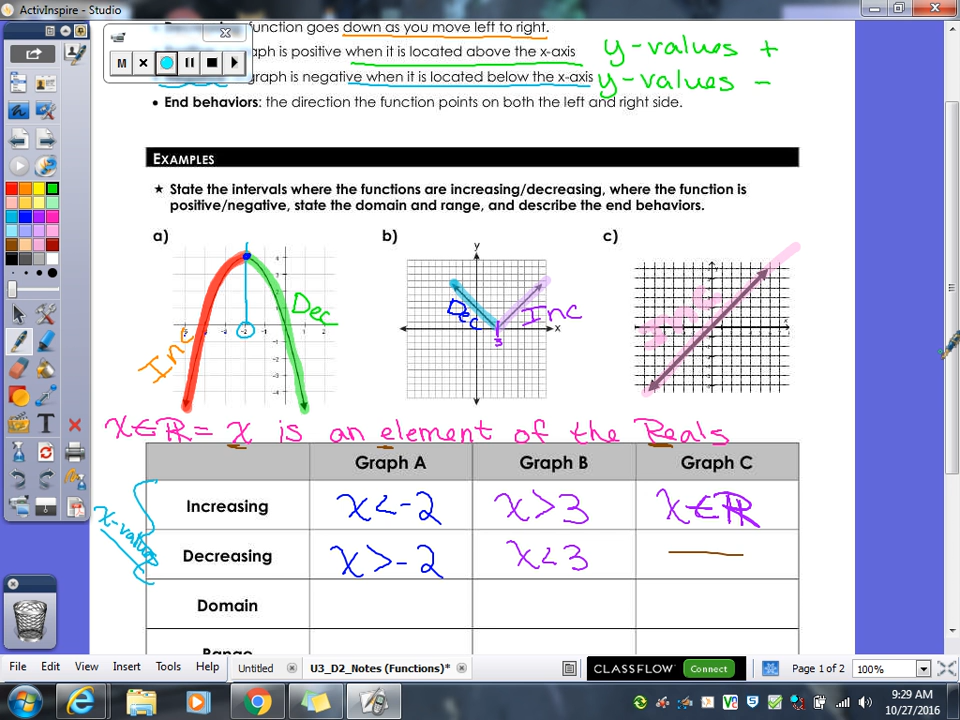 ActivInspire - Studio
function goes down as you move left to right.
graph is positive when it is located above the x-axis
y-values +
graph is negative when it is located below the x-axis
y-values -
• End behaviors: the direction the function points on both the left and right side.
EXAMPLES
★ State the intervals where the functions are increasing/decreasing, where the function is
positive/negative, state the domain and range, and describe the end behaviors.
a) b) c)
Inc Dec
-2
Dec Inc
y x
3
Inc
x∈ℝ = x is an element of the Reals
Graph A Graph B Graph C
x-values
Increasing x<-2 x>3 x∈ℝ
Decreasing x>-2 x<3 —
Domain
Range
File Edit View Insert Tools Help Untitled U3_D2_Notes (Functions)* CLASSFLOW Connect Page 1 of 2 100%
9:29 AM
10/27/2016